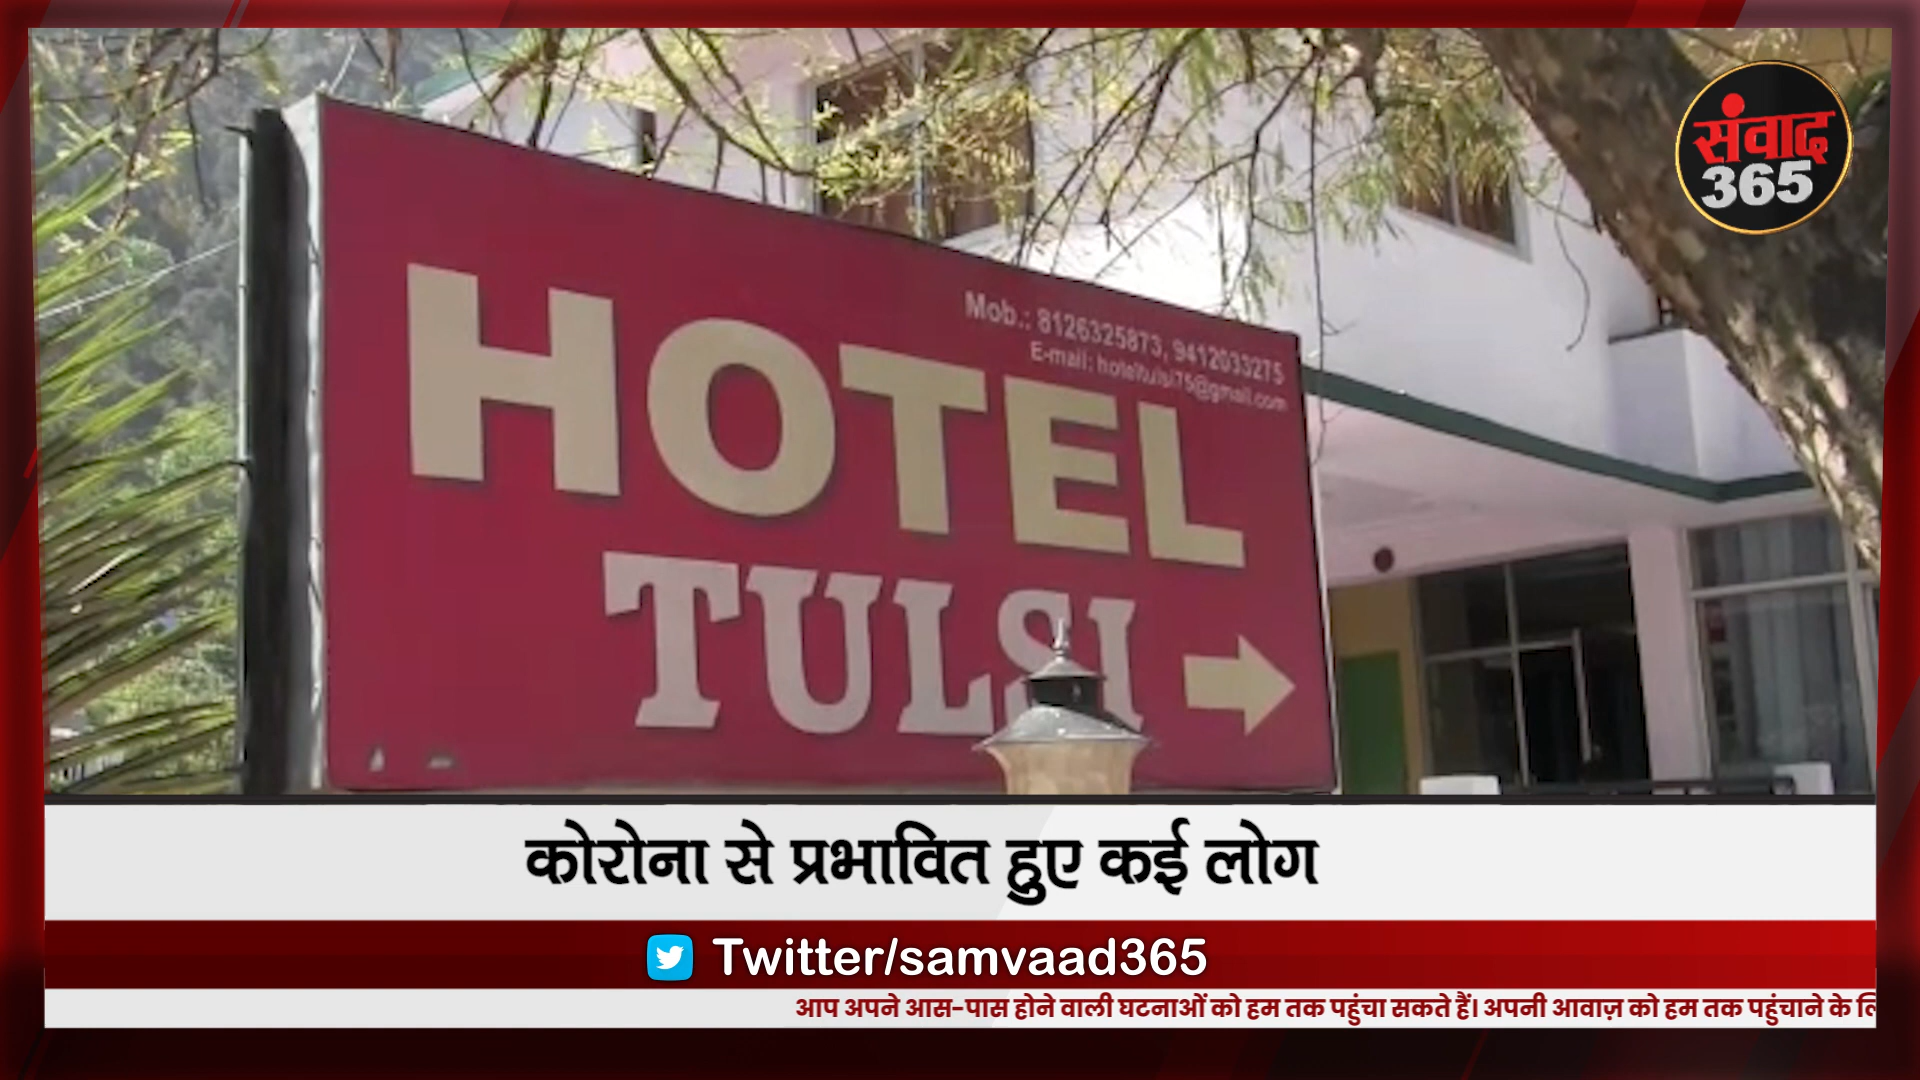 संवाद
365
Mob.: 8126325873, 9412033275
E-mail: hoteltulsi75@gmail.com
HOTEL
TULSI
कोरोना से प्रभावित हुए कई लोग
Twitter/samvaad365
आप अपने आस-पास होने वाली घटनाओं को हम तक पहुंचा सकते हैं। अपनी आवाज़ को हम तक पहुंचाने के